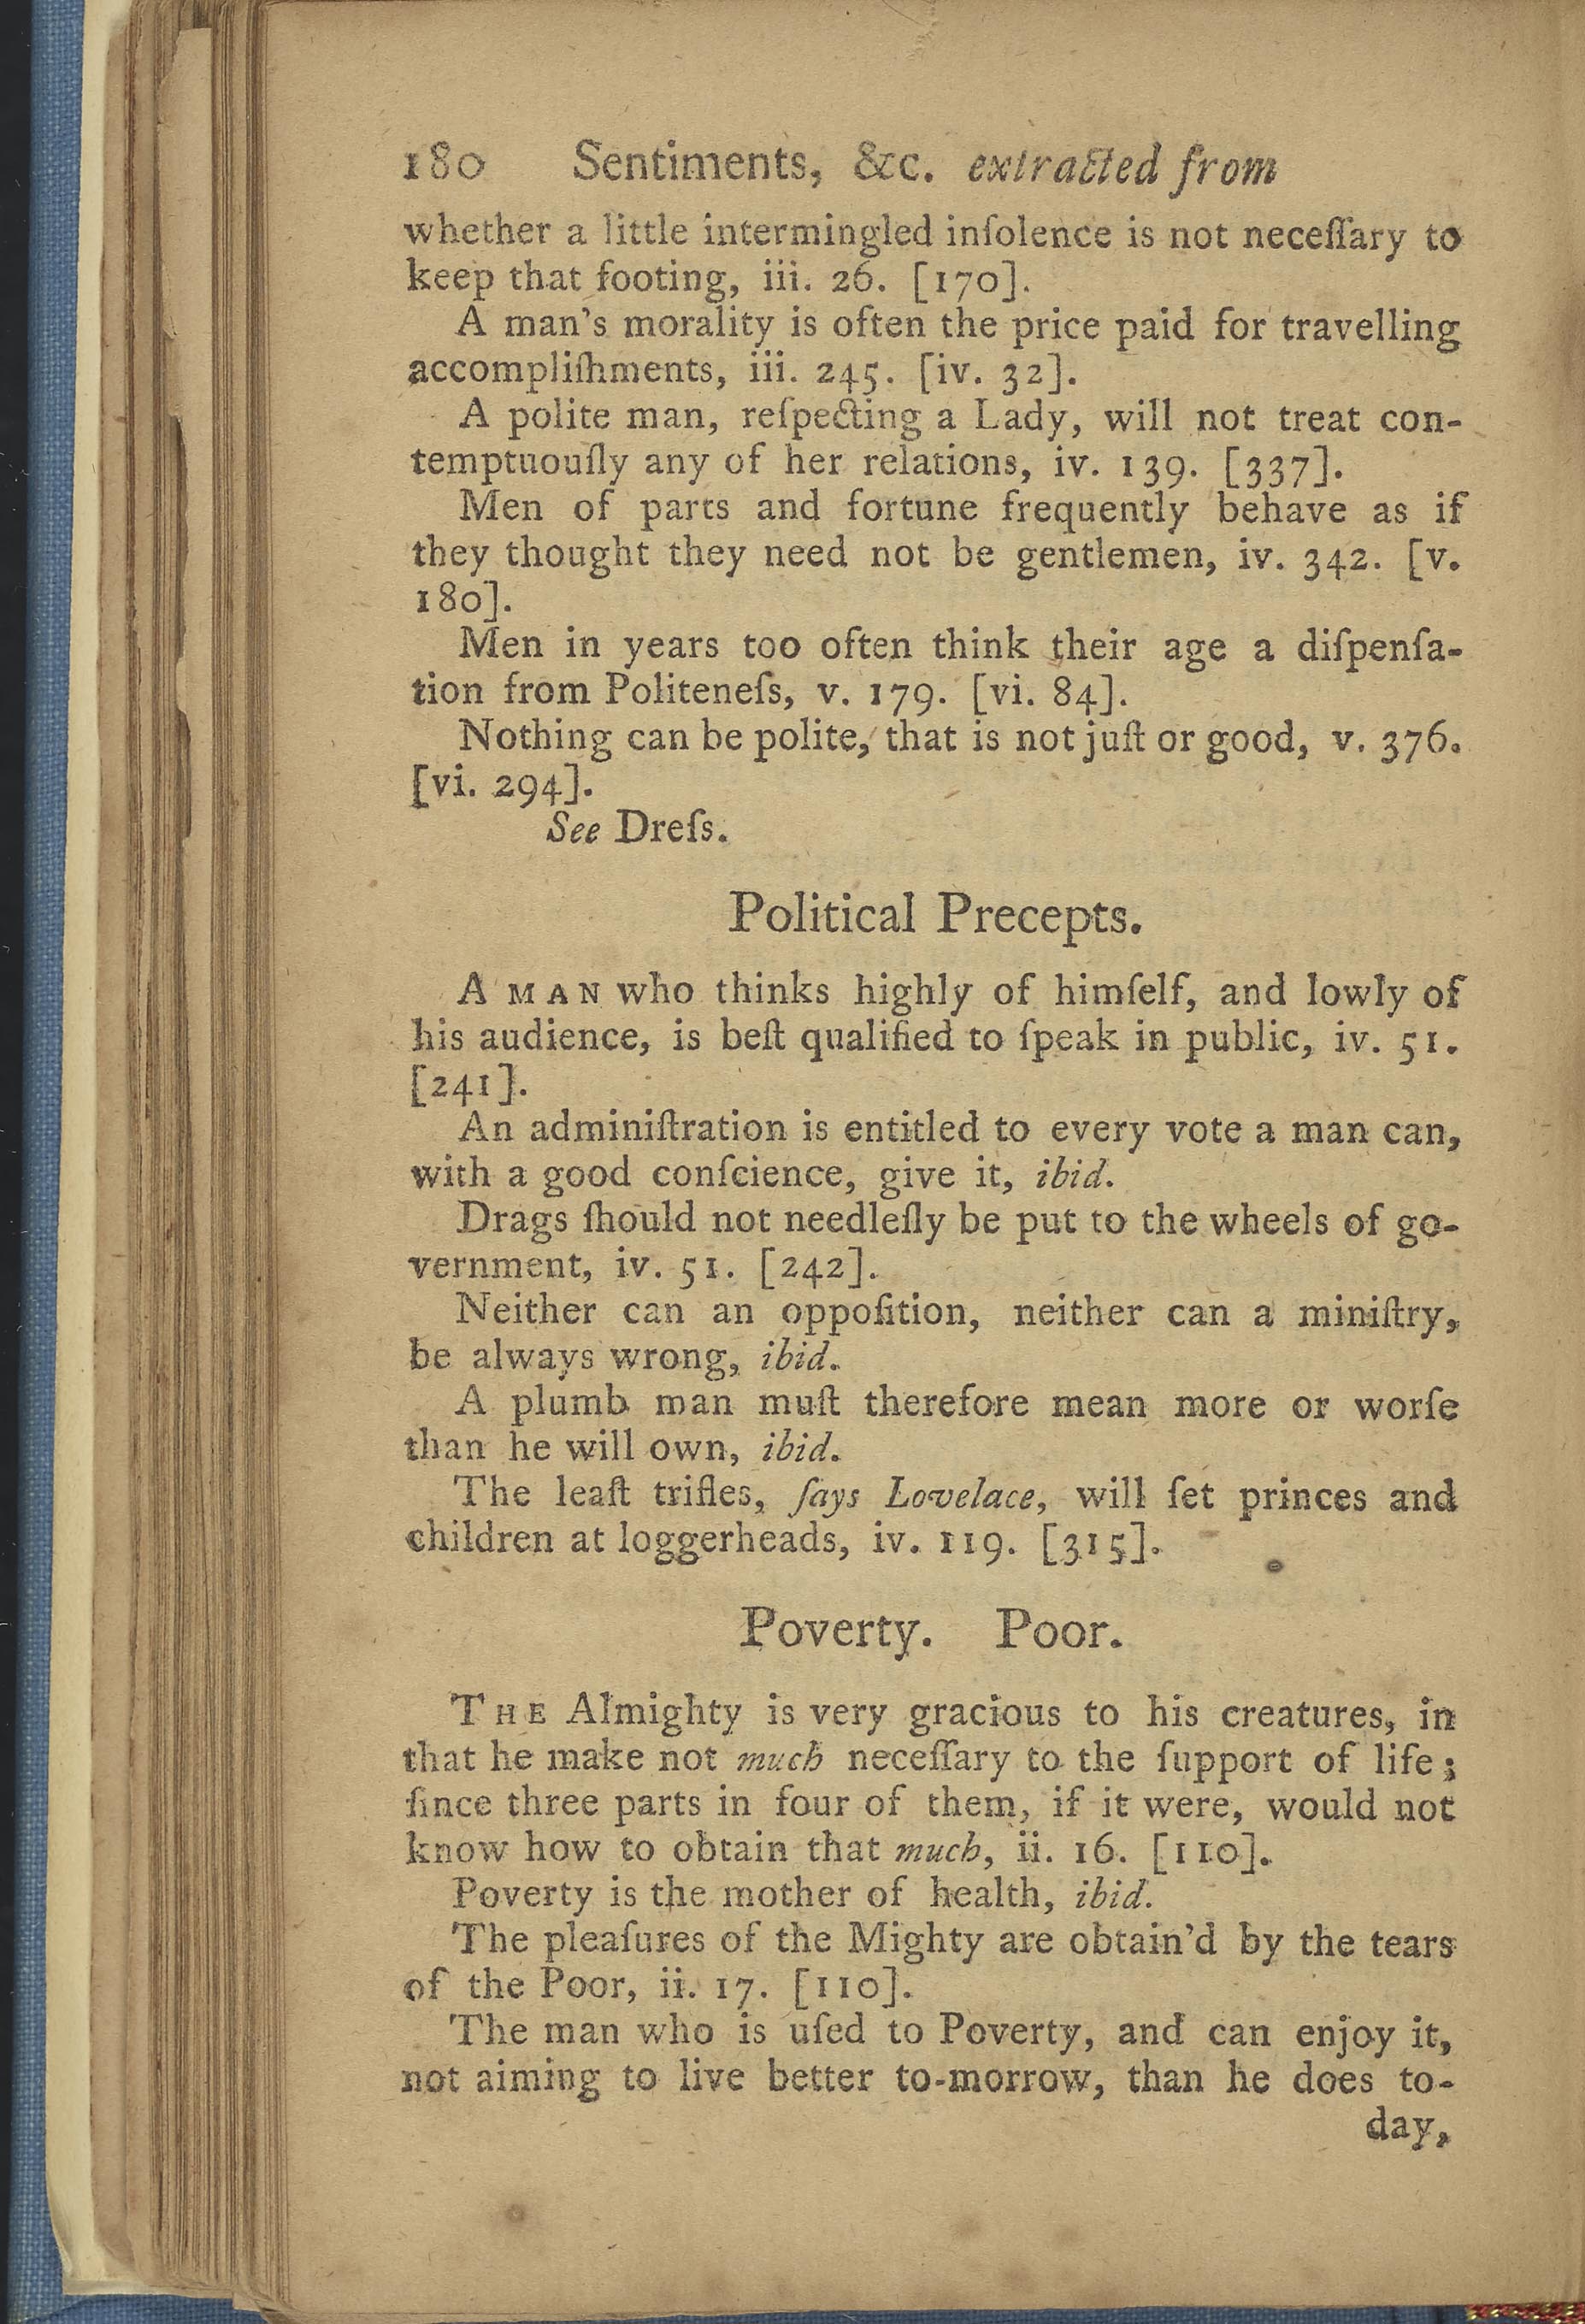 180 Sentiments, &c. extracted from
whether a little intermingled inſolence is not neceſſary to
keep that footing, iii. 26. [170].
A man's morality is often the price paid for travelling
accompliſhments, iii. 245. [iv. 32].
A polite man, reſpecting a Lady, will not treat con-
temptuouſly any of her relations, iv. 139. [337].
Men of parts and fortune frequently behave as if
they thought they need not be gentlemen, iv. 342. [v.
180].
Men in years too often think their age a diſpenſa-
tion from Politeneſs, v. 179. [vi. 84].
Nothing can be polite, that is not juſt or good, v. 376.
[vi. 294].
See Dreſs.
Political Precepts.
A MAN who thinks highly of himſelf, and lowly of
his audience, is beſt qualified to ſpeak in public, iv. 51.
[241].
An adminiſtration is entitled to every vote a man can,
with a good conſcience, give it, ibid.
Drags ſhould not needleſly be put to the wheels of go-
vernment, iv. 51. [242].
Neither can an oppoſition, neither can a miniſtry,
be always wrong, ibid.
A plumb man muſt therefore mean more or worſe
than he will own, ibid.
The leaſt trifles, ſays Lovelace, will ſet princes and
children at loggerheads, iv. 119. [315].
Poverty. Poor.
THE Almighty is very gracious to his creatures, in
that he make not much neceſſary to the ſupport of life;
ſince three parts in four of them, if it were, would not
know how to obtain that much, ii. 16. [110].
Poverty is the mother of health, ibid.
The pleaſures of the Mighty are obtain'd by the tears
of the Poor, ii. 17. [110].
The man who is uſed to Poverty, and can enjoy it,
not aiming to live better to-morrow, than he does to-
day,